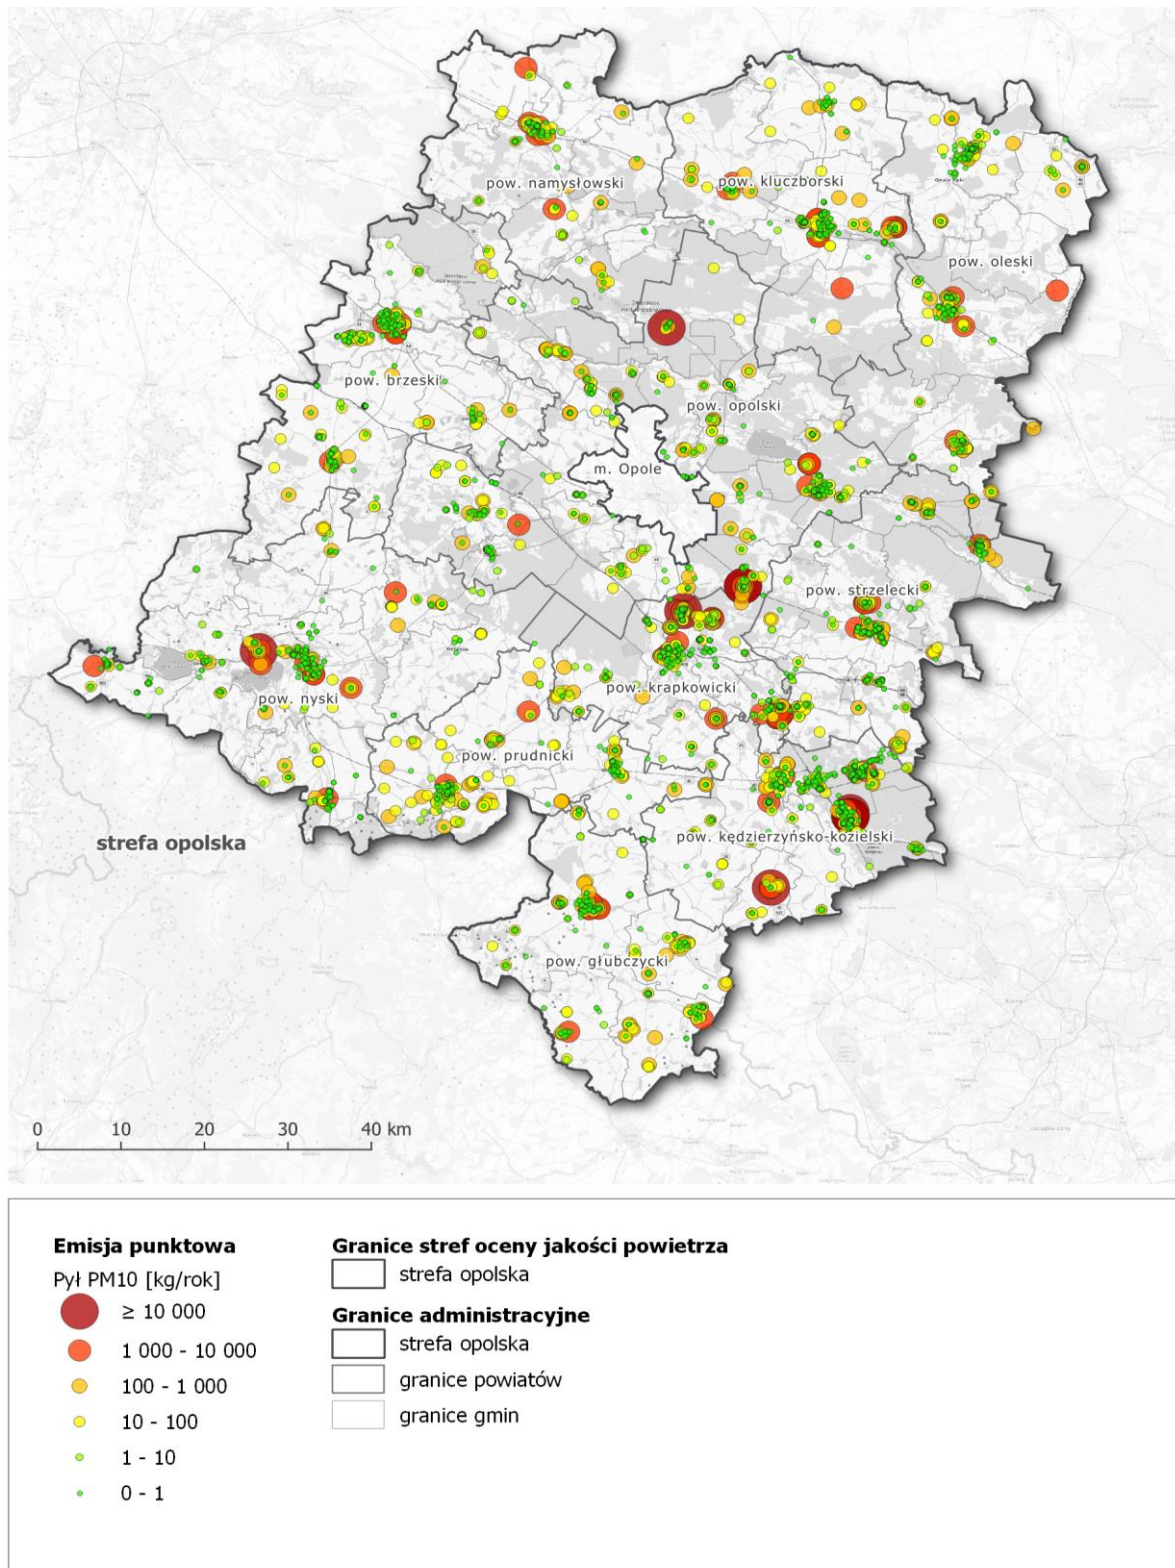 pow. namysłowski
pow. kluczborski
pow. oleski
pow. brzeski
pow. opolski
m. Opole
pow. strzelecki
pow. krapkowicki
pow. nyski
pow. prudnicki
strefa opolska
pow. kędzierzyńsko-kozielski
pow. głubczycki
0 10 20 30 40 km
Emisja punktowa
Pył PM10 [kg/rok]
≥ 10 000
1 000 - 10 000
100 - 1 000
10 - 100
1 - 10
0 - 1
Granice stref oceny jakości powietrza
strefa opolska
Granice administracyjne
strefa opolska
granice powiatów
granice gmin